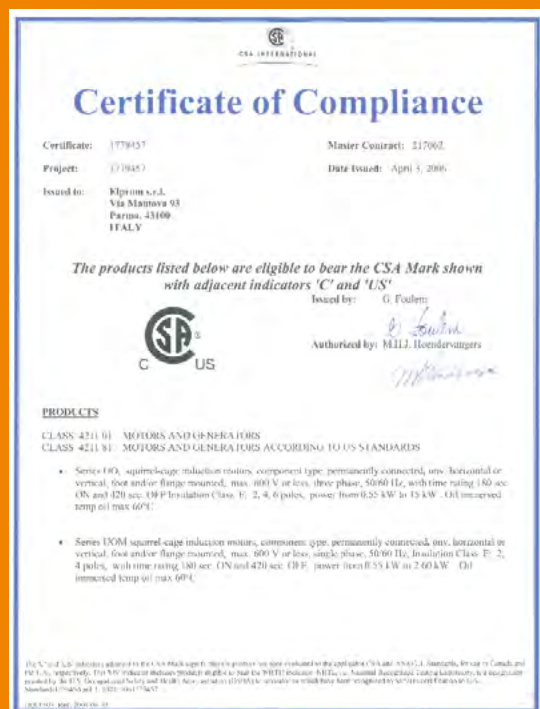 CSA INTERNATIONAL
Certificate of Compliance
Certificate: 1779457 Master Contract: 217062
Project: 1779457 Date Issued: April 3, 2006
Issued to: Elprom s.r.l.
Via Mantova 93
Parma, 43100
ITALY
The products listed below are eligible to bear the CSA Mark shown
with adjacent indicators 'C' and 'US'
Issued by: G. Foulem
Authorized by: M.H.J. Hoendervangers
C US
PRODUCTS
CLASS 4211 01 MOTORS AND GENERATORS
CLASS 4211 81 MOTORS AND GENERATORS ACCORDING TO US STANDARDS
• Series UO, squirrel-cage induction motors, component type, permanently connected, onv, horizontal or
vertical, foot and/or flange mounted, max. 600 V or less, three phase, 50/60 Hz, with time rating 180 sec
ON and 420 sec. OFF Insulation Class F; 2, 4, 6 poles, power from 0.55 kW to 15 kW. Oil immersed
temp oil max 60°C
• Series UOM squirrel-cage induction motors, component type, permanently connected, onv, horizontal or
vertical, foot and/or flange mounted, max. 600 V or less, single phase, 50/60 Hz, Insulation Class F; 2,
4 poles, with time rating 180 sec. ON and 420 sec. OFF, power from 0.55 kW to 2.60 kW. Oil
immersed temp oil max 60°C